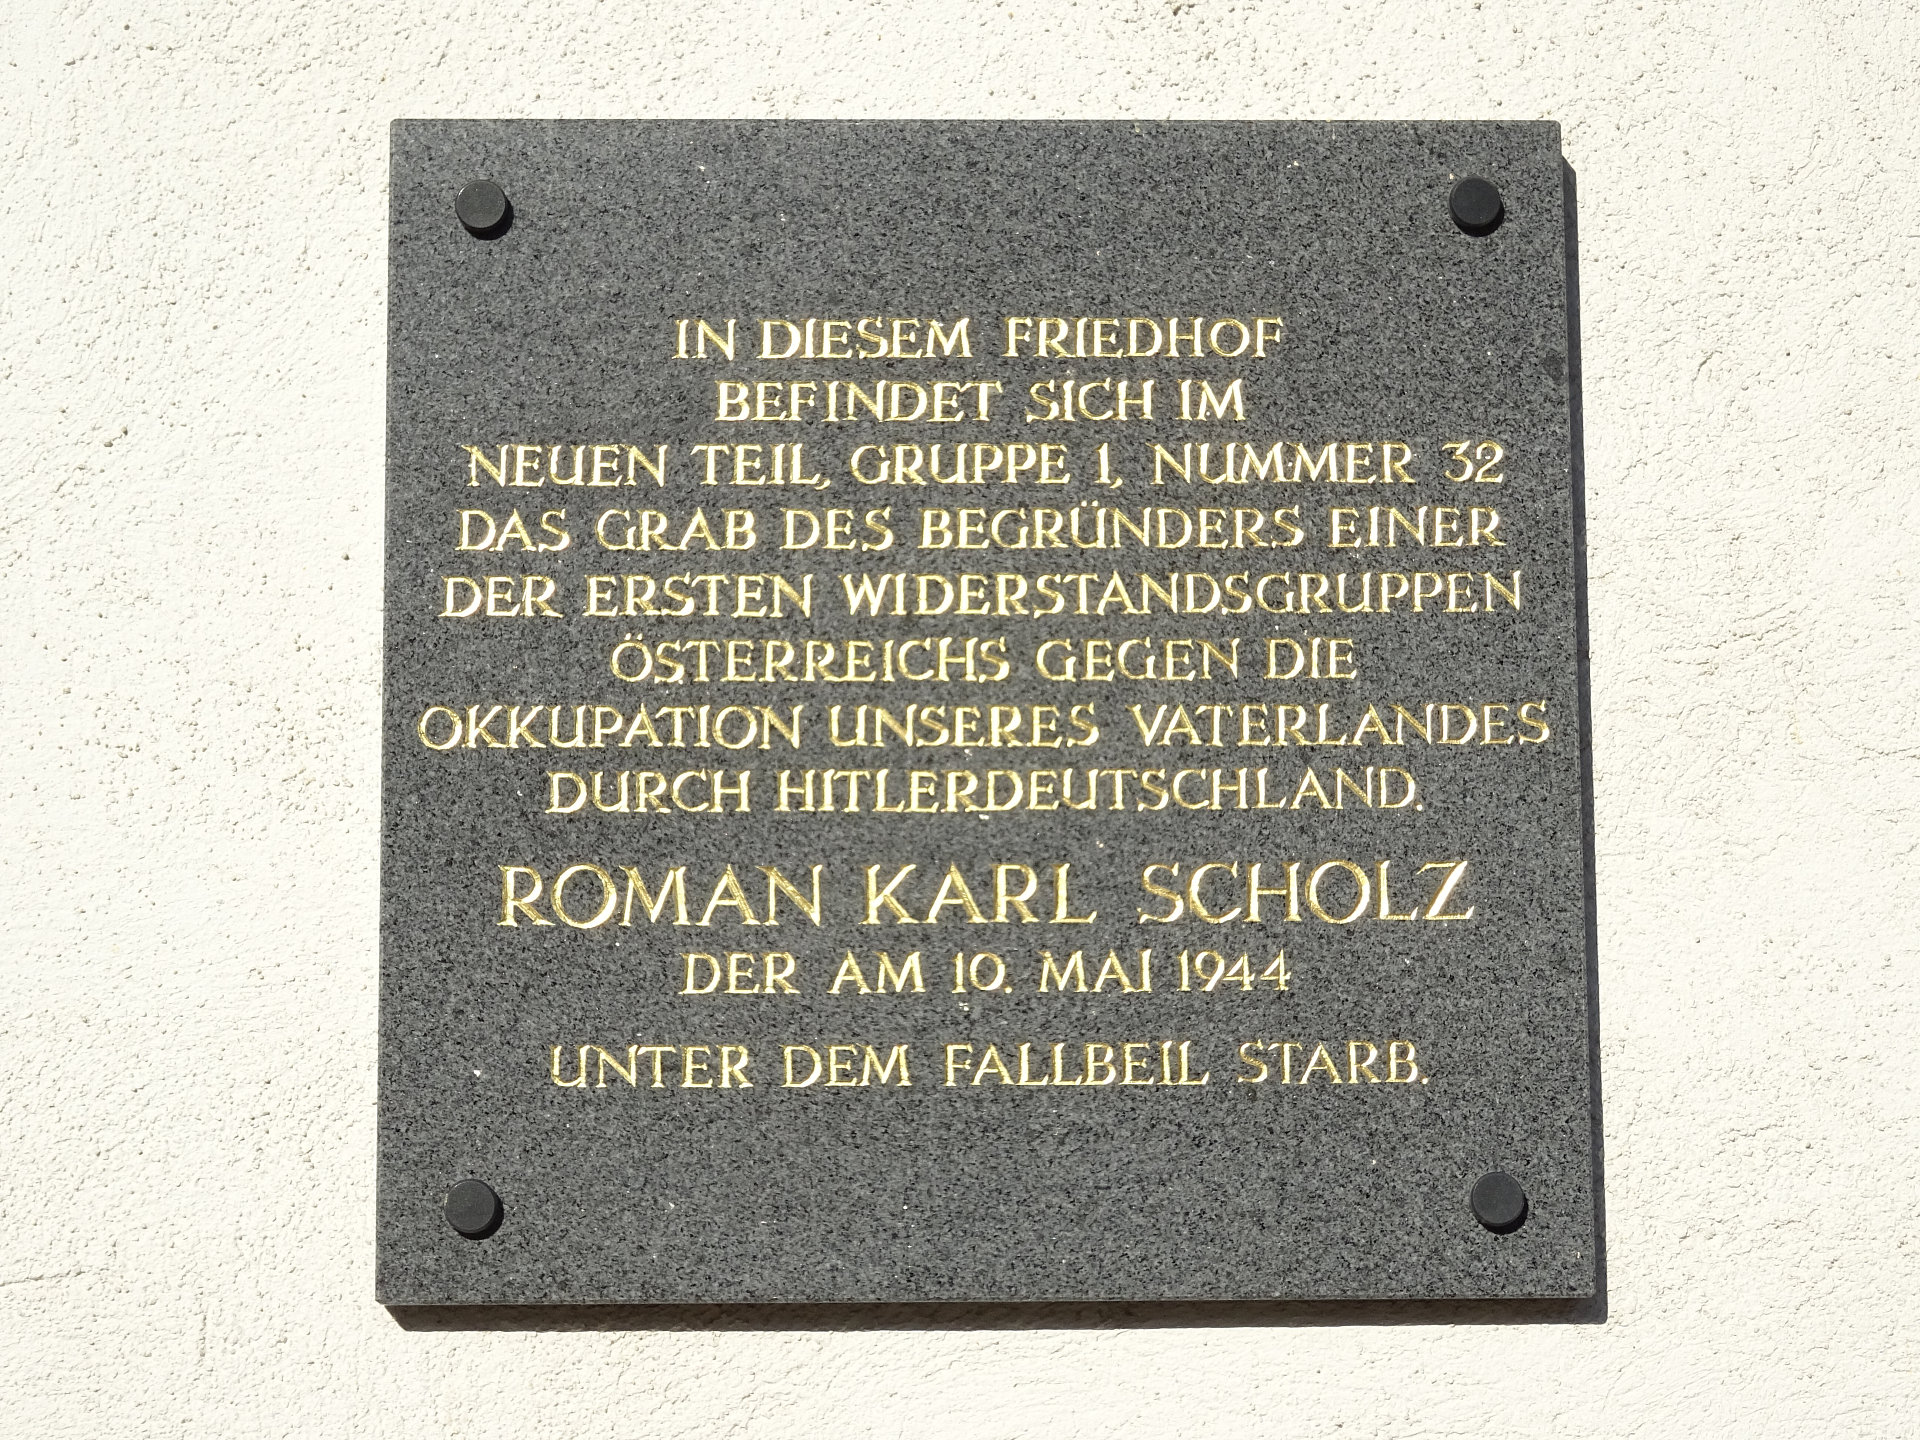 IN DIESEM FRIEDHOF
BEFINDET SICH IM
NEUEN TEIL, GRUPPE 1, NUMMER 32
DAS GRAB DES BEGRÜNDERS EINER
DER ERSTEN WIDERSTANDSGRUPPEN
ÖSTERREICHS GEGEN DIE
OKKUPATION UNSERES VATERLANDES
DURCH HITLERDEUTSCHLAND.
ROMAN KARL SCHOLZ
DER AM 10. MAI 1944
UNTER DEM FALLBEIL STARB.